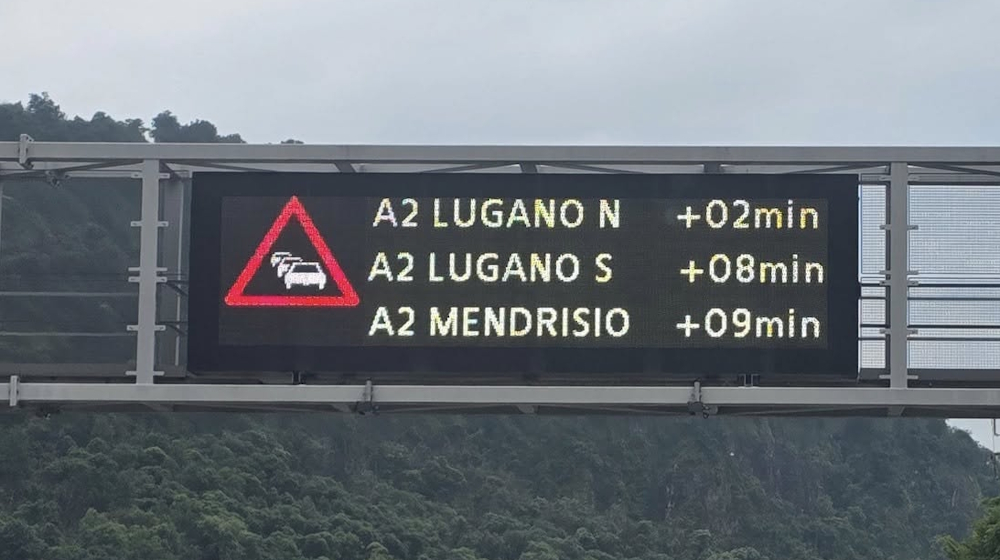 A2 LUGANO N +02min
A2 LUGANO S +08min
A2 MENDRISIO +09min